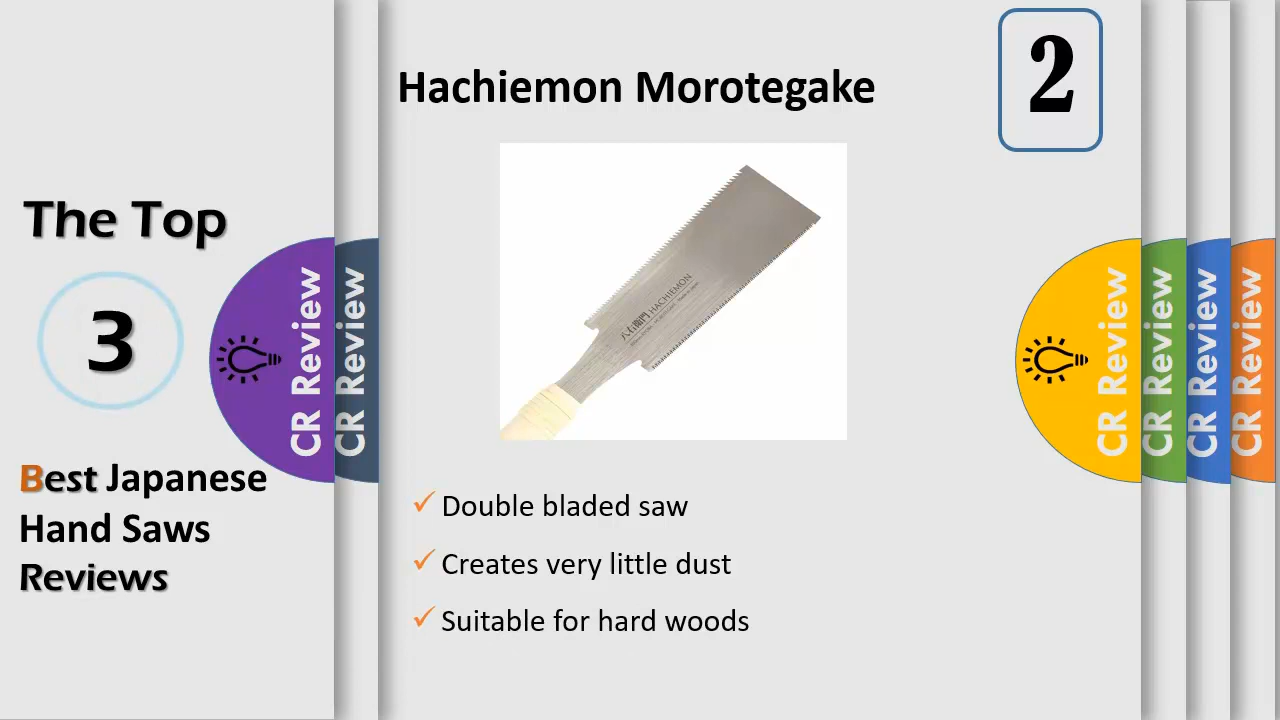 The Top
3
Best Japanese
Hand Saws
Reviews
CR Review
CR Review
Hachiemon Morotegake
2
HACHIEMON
Double bladed saw
Creates very little dust
Suitable for hard woods
CR Review
CR Review
CR Review
CR Review